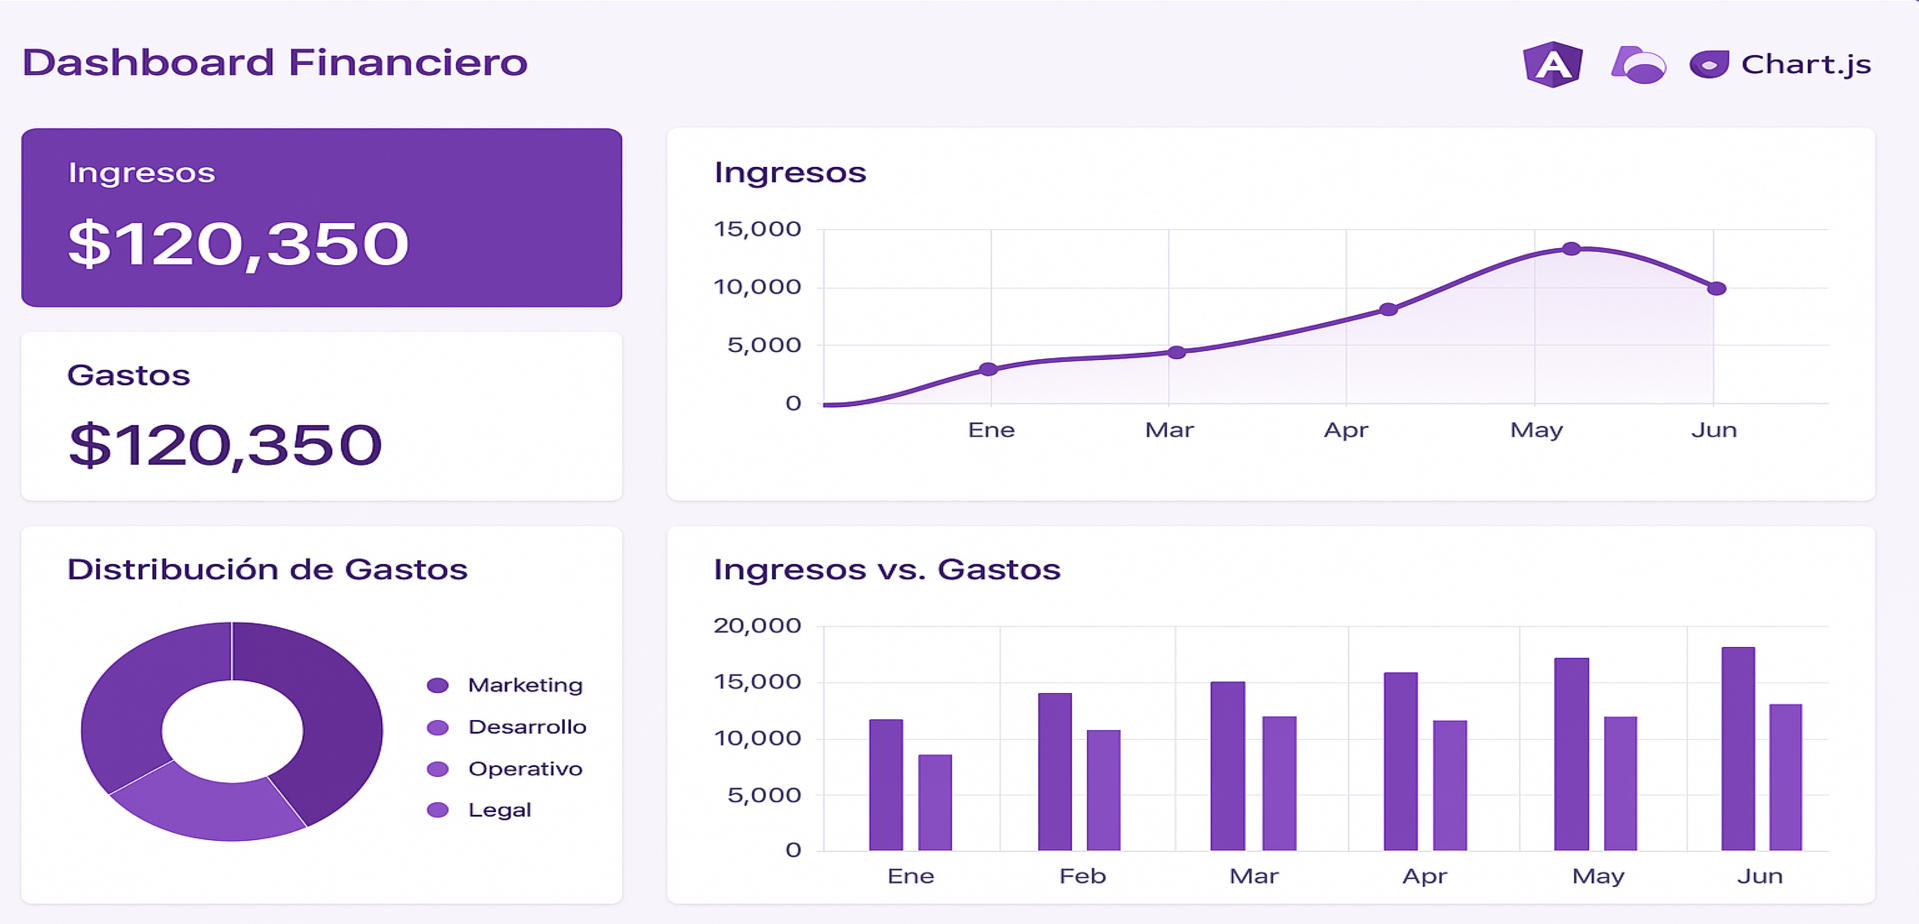 Dashboard Financiero
A Chart.js
Ingresos
$120,350
Gastos
$120,350
Ingresos
15,000
10,000
5,000
0
Ene Mar Apr May Jun
Distribución de Gastos
Marketing
Desarrollo
Operativo
Legal
Ingresos vs. Gastos
20,000
15,000
10,000
5,000
0
Ene Feb Mar Apr May Jun